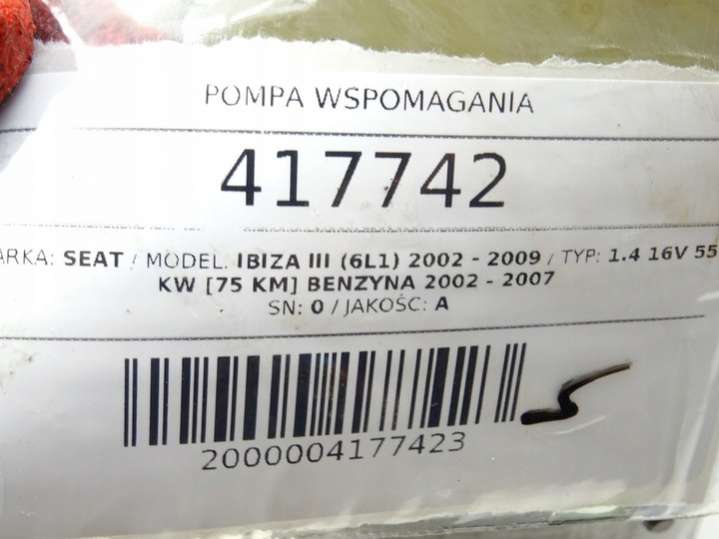 POMPA WSPOMAGANIA
417742
ARKA: SEAT / MODEL: IBIZA III (6L1) 2002 - 2009 / TYP: 1.4 16V 55
KW [75 KM] BENZYNA 2002 - 2007
SN: 0 / JAKOŚĆ: A
2000004177423